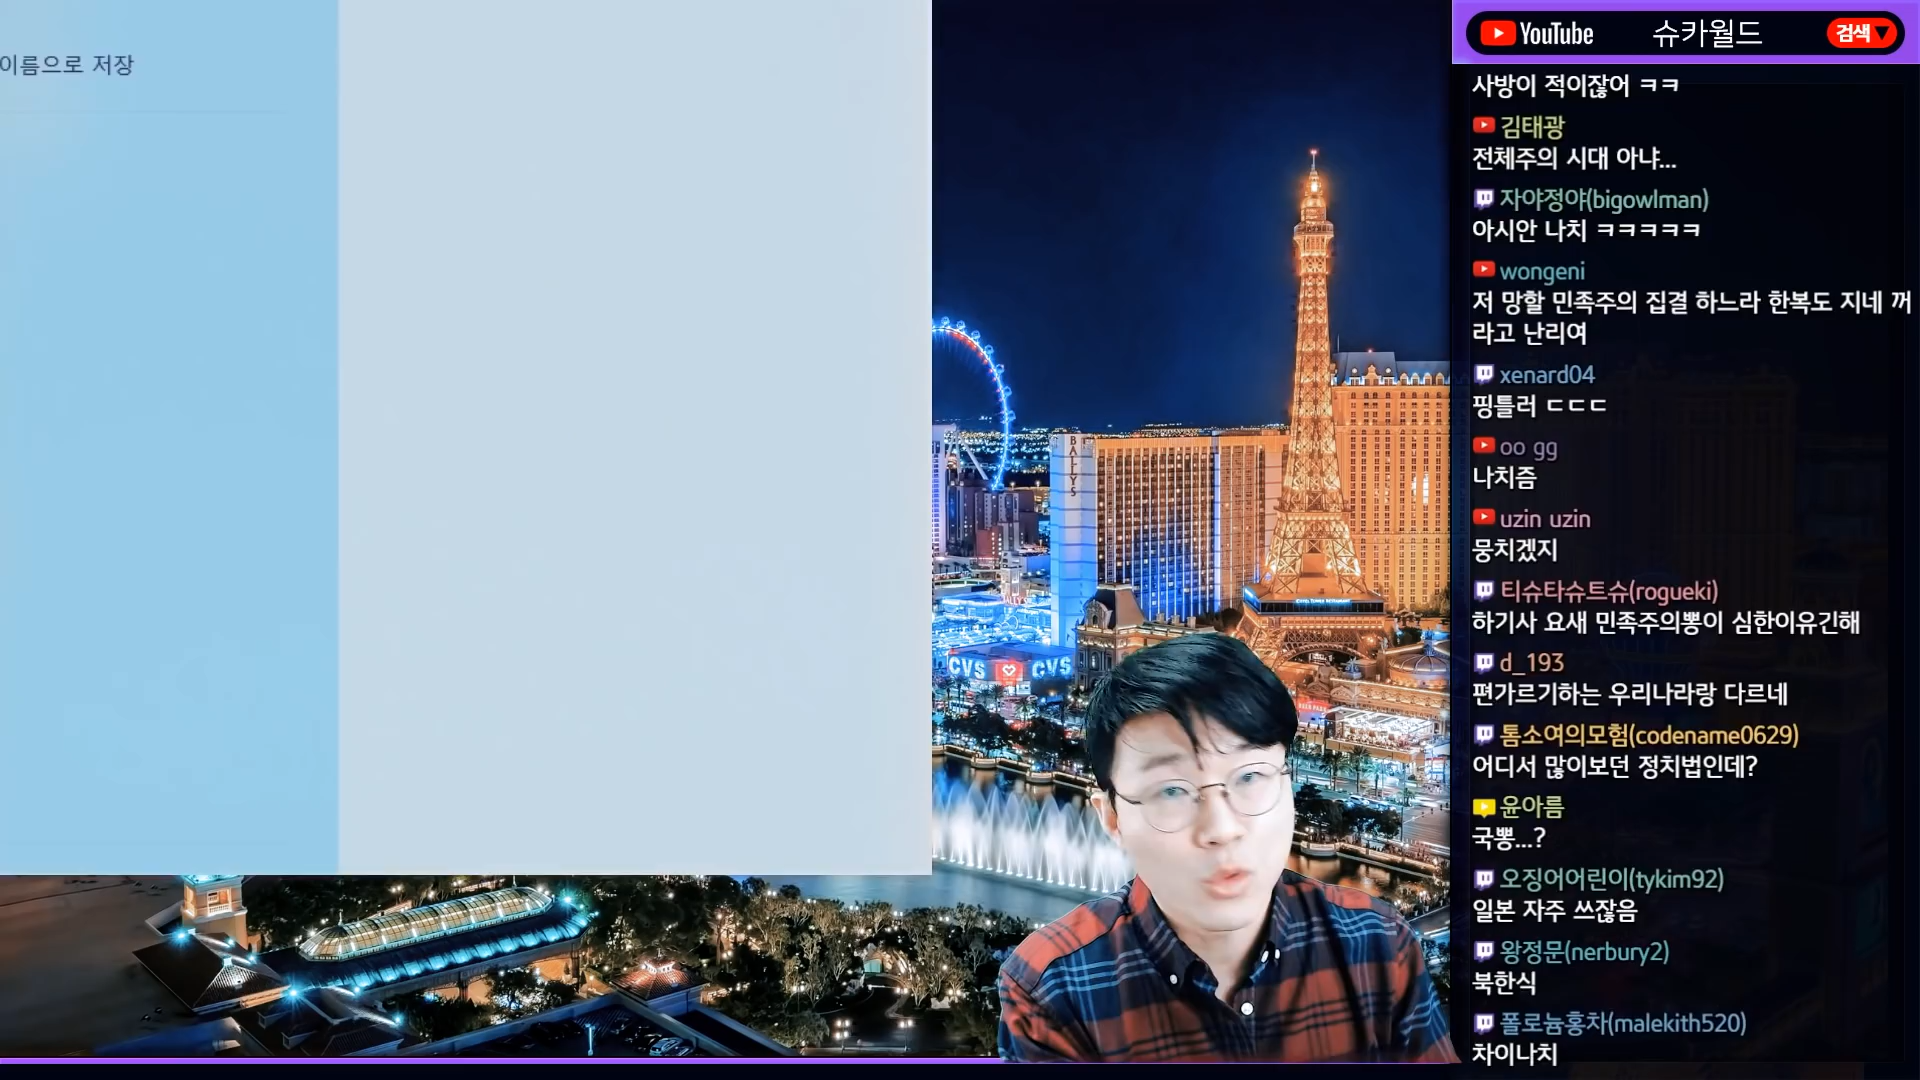 이름으로 저장
BALLYS
CVS
CVS
YouTube
슈카월드
검색▼
사방이 적이잖어 ㅋㅋ
김태광
전체주의 시대 아냐...
자야정야(bigowlman)
아시안 나치 ㅋㅋㅋㅋㅋ
wongeni
저 망할 민족주의 집결 하느라 한복도 지네 꺼
라고 난리여
xenard04
핑틀러 ㄷㄷㄷ
oo gg
나치즘
uzin uzin
뭉치겠지
티슈타슈트슈(rogueki)
하기사 요새 민족주의뽕이 심한이유긴해
d_193
편가르기하는 우리나라랑 다르네
톰소여의모험(codename0629)
어디서 많이보던 정치법인데?
윤아름
국뽕...?
오징어어린이(tykim92)
일본 자주 쓰잖음
왕정문(nerbury2)
북한식
폴로늄홍차(malekith520)
차이나치